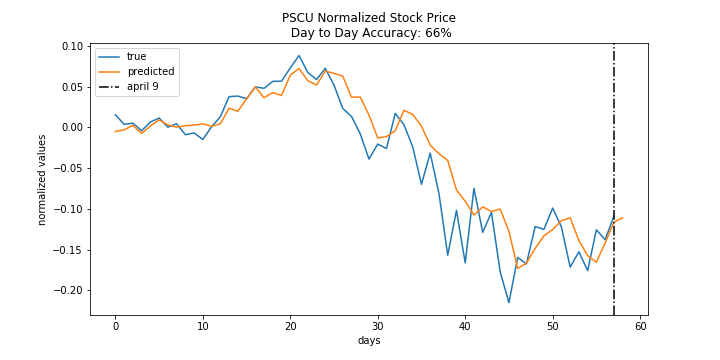 PSCU Normalized Stock Price
Day to Day Accuracy: 66%
true
predicted
april 9
normalized values
0.10
0.05
0.00
−0.05
−0.10
−0.15
−0.20
0 10 20 30 40 50 60
days